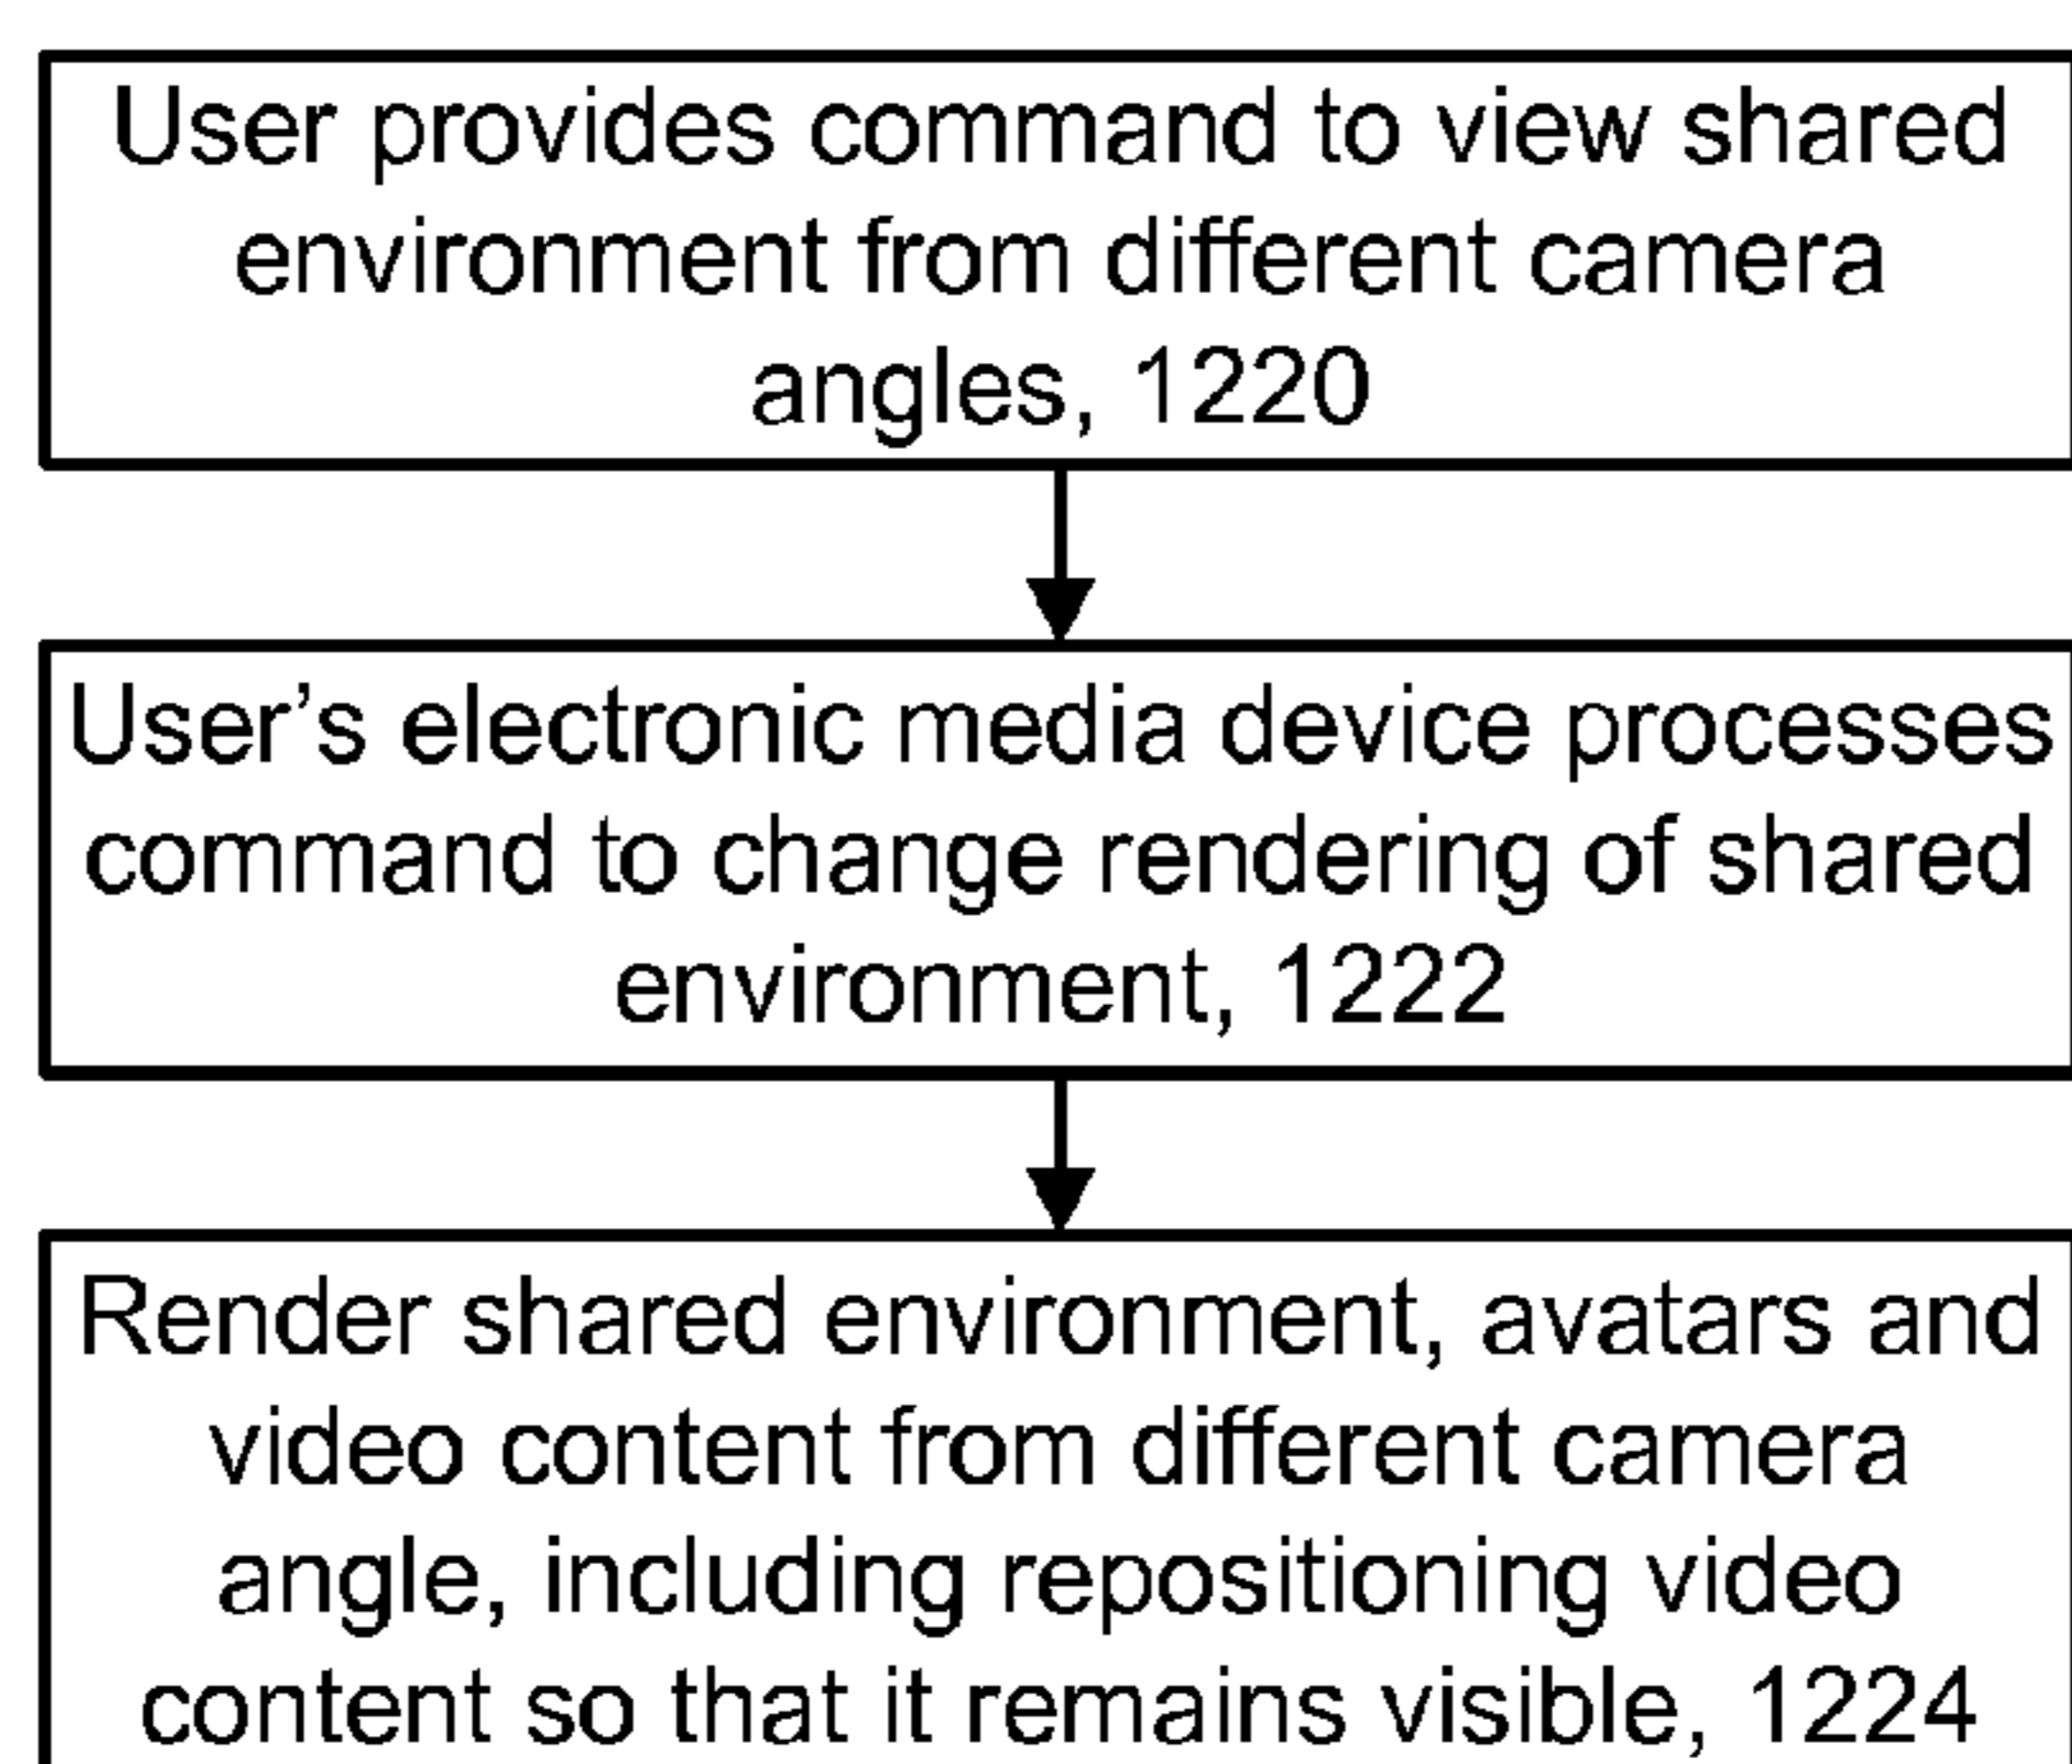 User provides command to view shared
environment from different camera
angles, 1220
User’s electronic media device processes
command to change rendering of shared
environment, 1222
Render shared environment, avatars and
video content from different camera
angle, including repositioning video
content so that it remains visible, 1224